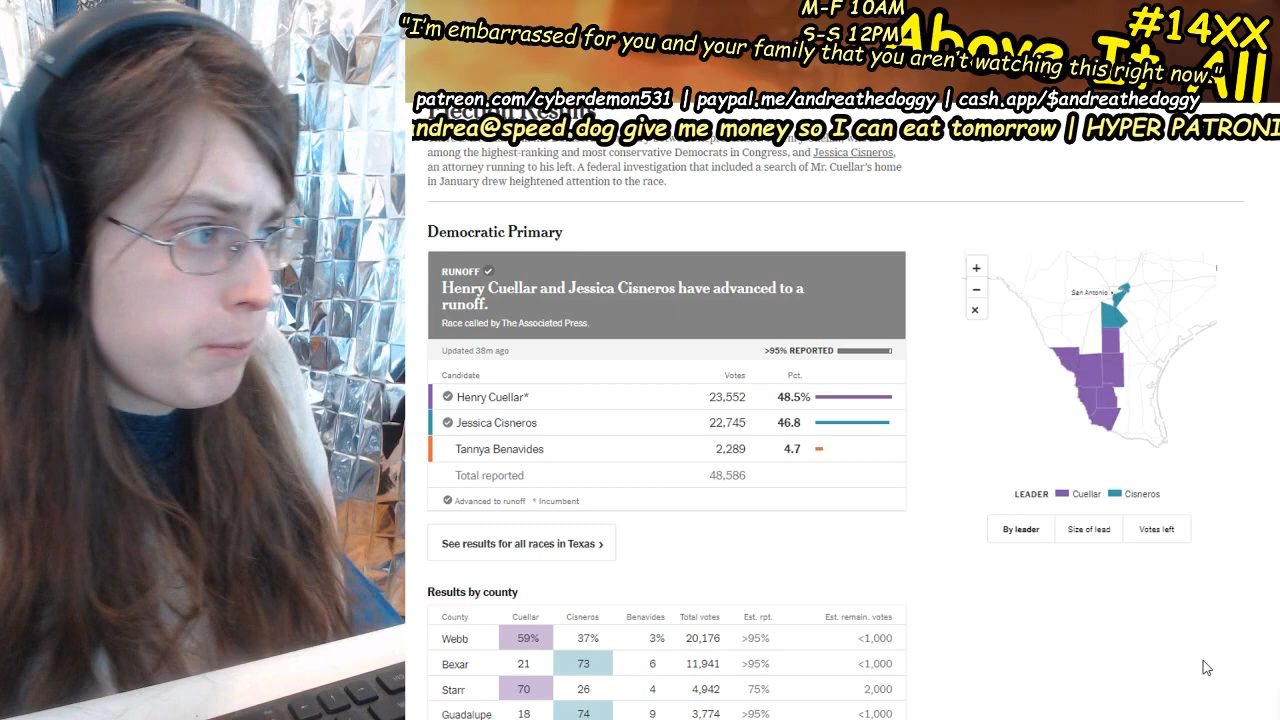 M-F 10AM
S-S 12PM
#14XX
Above It All
"I'm embarrassed for you and your family that you aren't watching this right now."
patreon.com/cyberdemon531 | paypal.me/andreathedoggy | cash.app/$andreathedoggy
andrea@speed.dog give me money so I can eat tomorrow | HYPER PATRONI
Election Results
among the highest-ranking and most conservative Democrats in Congress, and Jessica Cisneros,
an attorney running to his left. A federal investigation that included a search of Mr. Cuellar's home
in January drew heightened attention to the race.
Democratic Primary
RUNOFF
Henry Cuellar and Jessica Cisneros have advanced to a
runoff.
Race called by The Associated Press.
Updated 38m ago >95% REPORTED
Candidate Votes Pct.
Henry Cuellar* 23,552 48.5%
Jessica Cisneros 22,745 46.8
Tannya Benavides 2,289 4.7
Total reported 48,586
Advanced to runoff * Incumbent
See results for all races in Texas ›
+
−
×
San Antonio
LEADER Cuellar Cisneros
By leader Size of lead Votes left
Results by county
County Cuellar Cisneros Benavides Total votes Est. rpt. Est. remain. votes
Webb 59% 37% 3% 20,176 >95% <1,000
Bexar 21 73 6 11,941 >95% <1,000
Starr 70 26 4 4,942 75% 2,000
Guadalupe 18 74 9 3,774 >95% <1,000